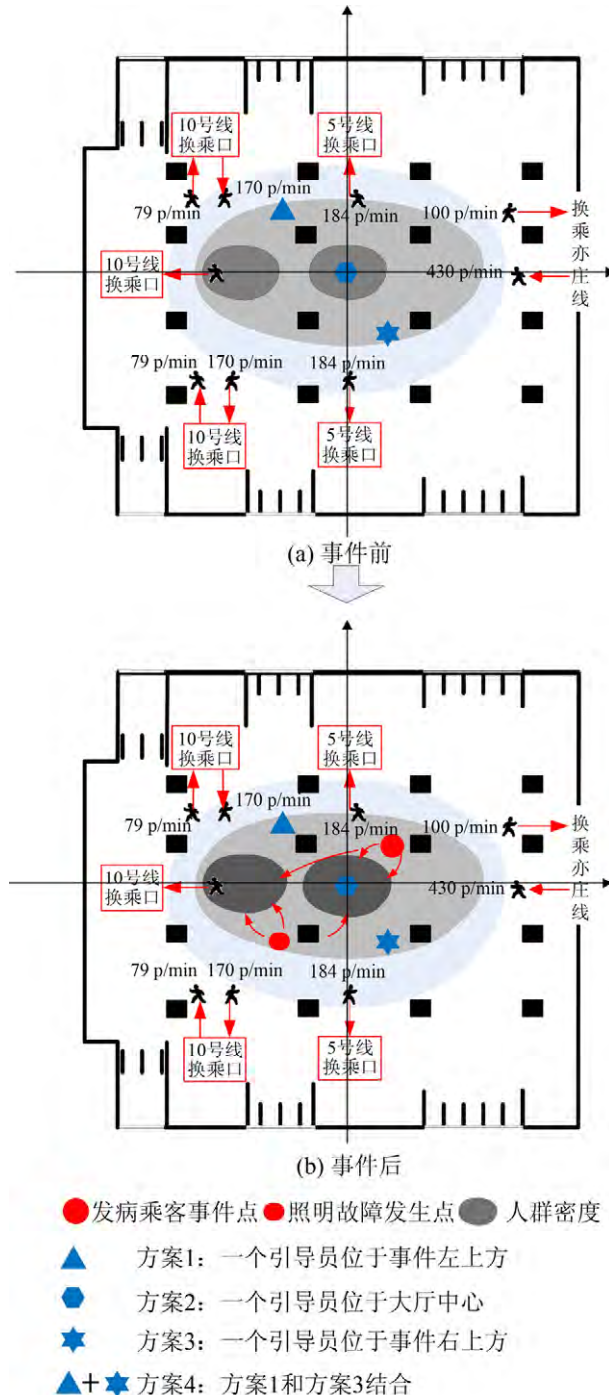 10号线
换乘口
5号线
换乘口
79 p/min
170 p/min
184 p/min
100 p/min
换乘亦庄线
10号线
换乘口
430 p/min
79 p/min
170 p/min
184 p/min
10号线
换乘口
5号线
换乘口
(a) 事件前
10号线
换乘口
5号线
换乘口
79 p/min
170 p/min
184 p/min
100 p/min
换乘亦庄线
10号线
换乘口
430 p/min
79 p/min
170 p/min
184 p/min
10号线
换乘口
5号线
换乘口
(b) 事件后
发病乘客事件点 照明故障发生点 人群密度
方案1：一个引导员位于事件左上方
方案2：一个引导员位于大厅中心
方案3：一个引导员位于事件右上方
+ 方案4：方案1和方案3结合